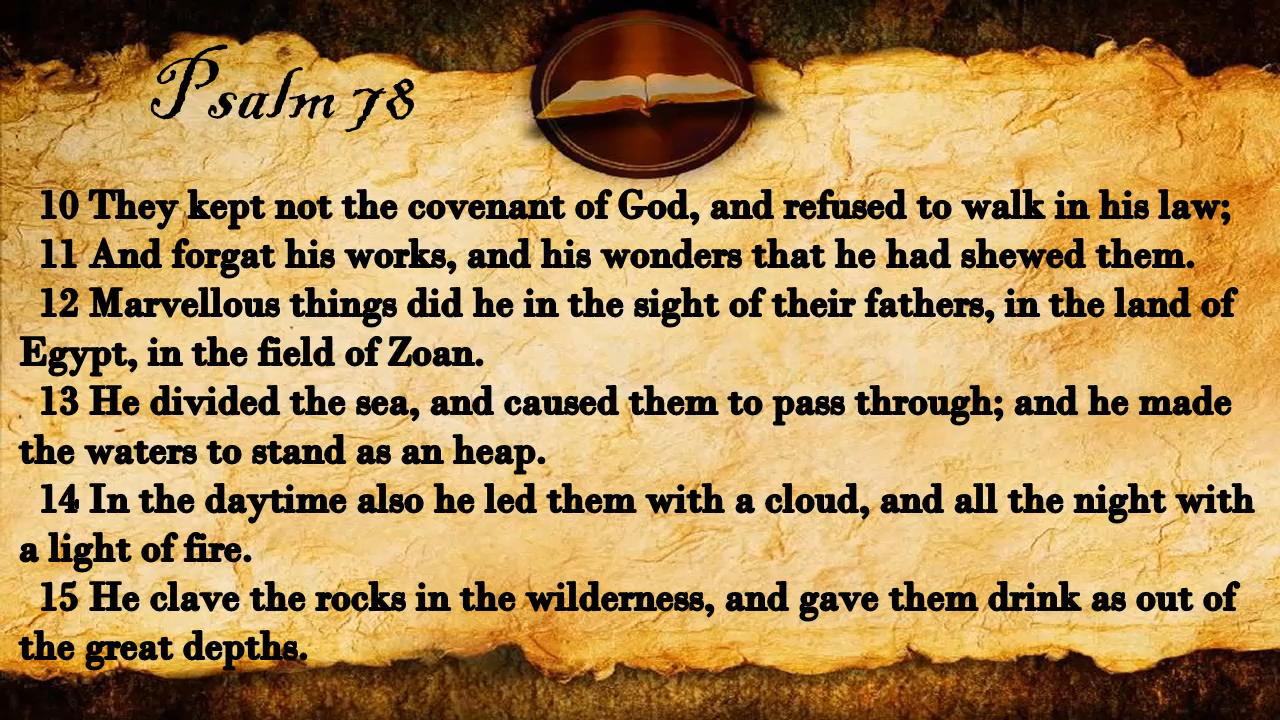 Psalm 78
10 They kept not the covenant of God, and refused to walk in his law;
11 And forgat his works, and his wonders that he had shewed them.
12 Marvellous things did he in the sight of their fathers, in the land of
Egypt, in the field of Zoan.
13 He divided the sea, and caused them to pass through; and he made
the waters to stand as an heap.
14 In the daytime also he led them with a cloud, and all the night with
a light of fire.
15 He clave the rocks in the wilderness, and gave them drink as out of
the great depths.